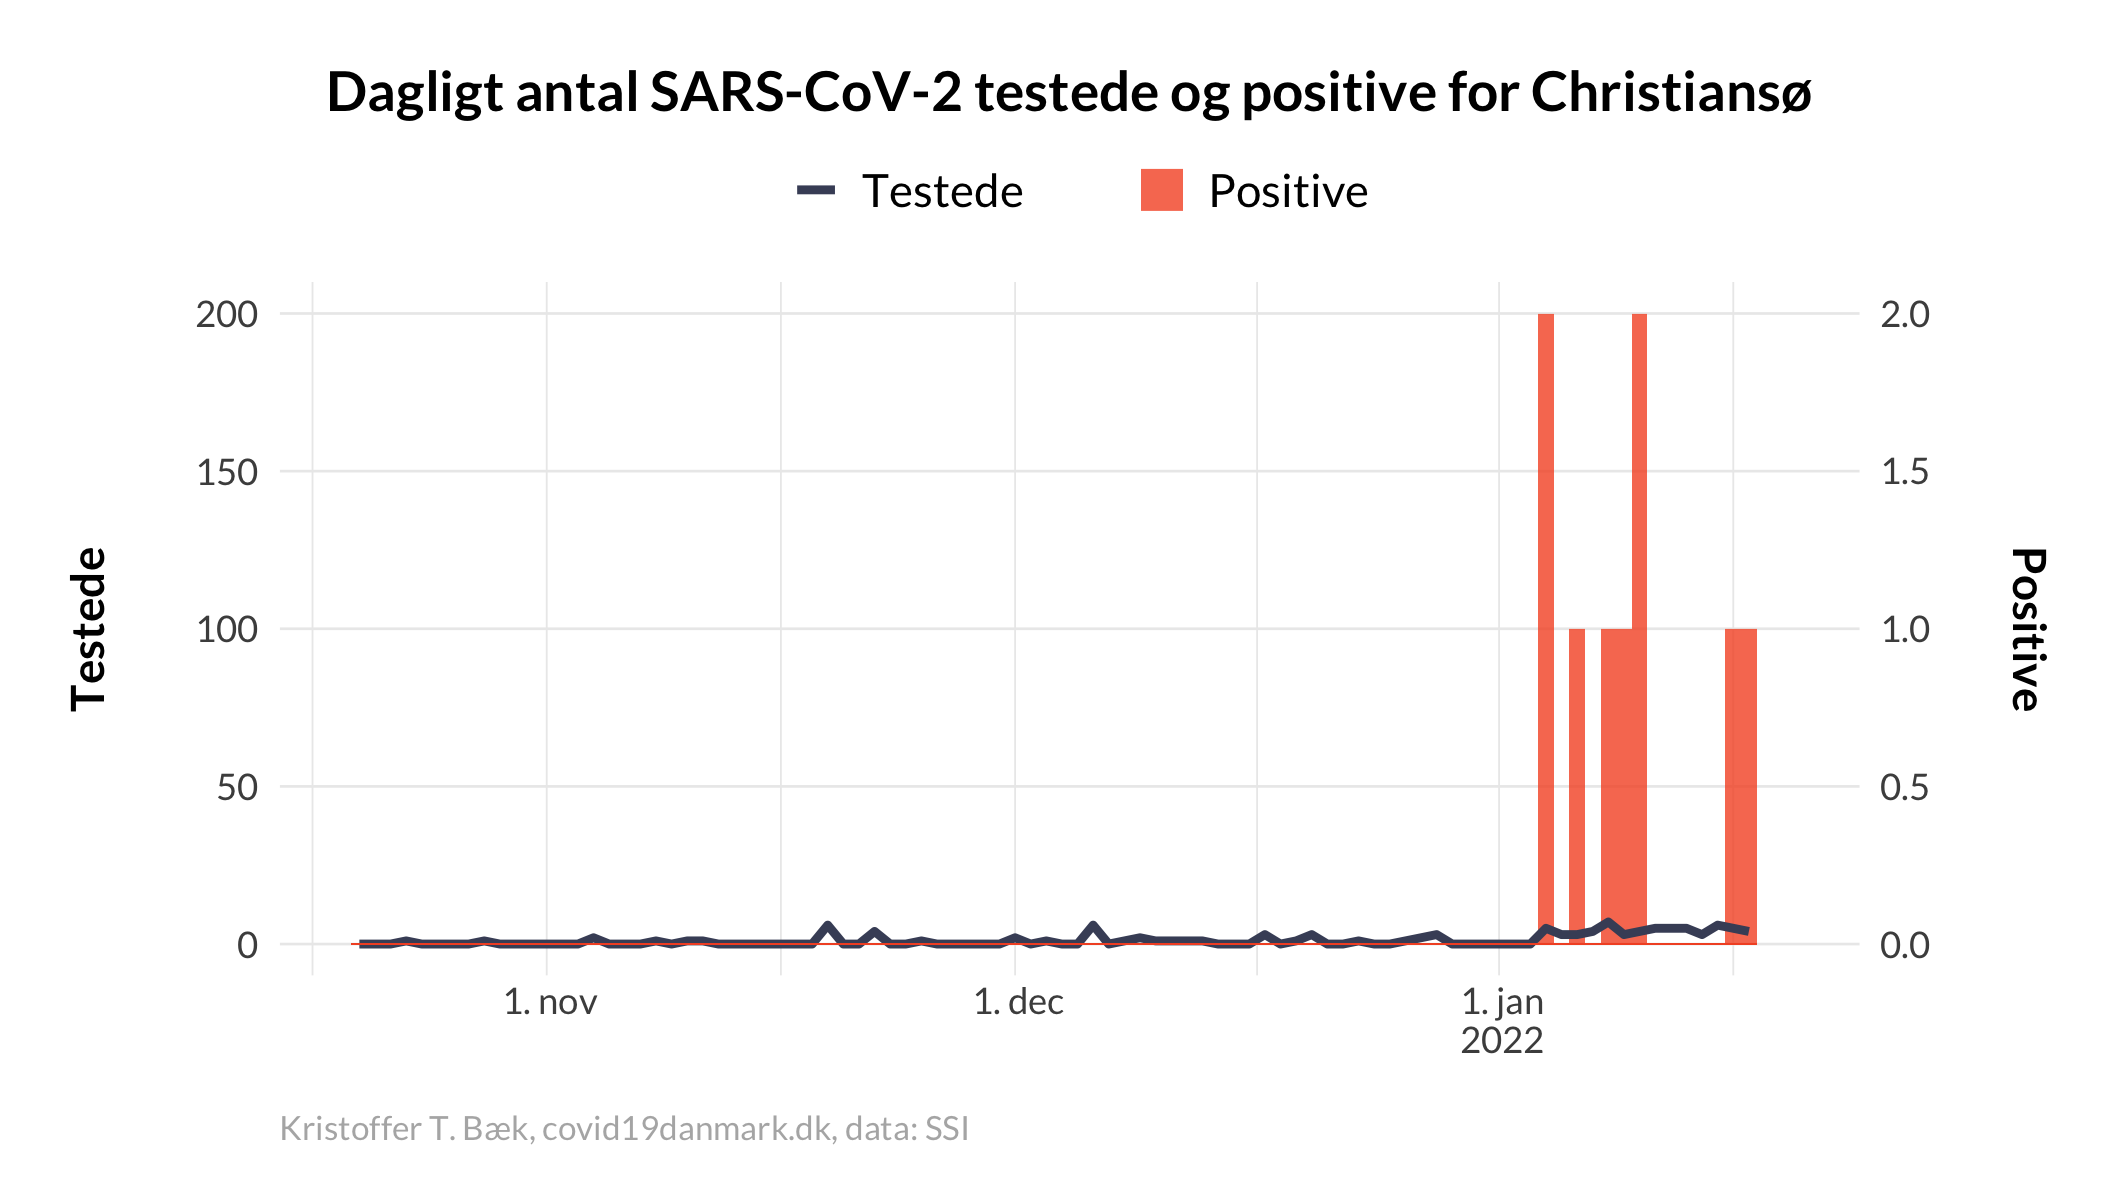 Dagligt antal SARS-CoV-2 testede og positive for Christiansø
Testede
Positive
200
150
100
50
0
2.0
1.5
1.0
0.5
0.0
Testede
Positive
1. nov
1. dec
1. jan
2022
Kristoffer T. Bæk, covid19danmark.dk, data: SSI